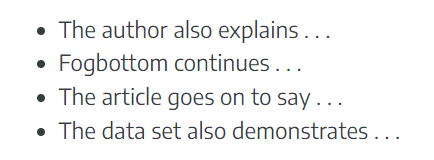 • The author also explains . . .
• Fogbottom continues . . .
• The article goes on to say . . .
• The data set also demonstrates . . .